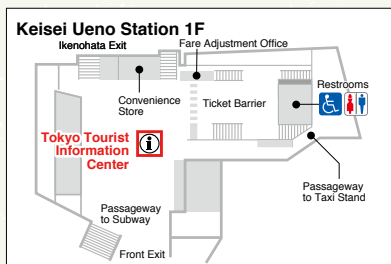 Keisei Ueno Station 1F
Ikenohata Exit
Fare Adjustment Office
Restrooms
Convenience
Store
Ticket Barrier
Tokyo Tourist
Information
Center
i
Passageway
to Taxi Stand
Passageway
to Subway
Front Exit